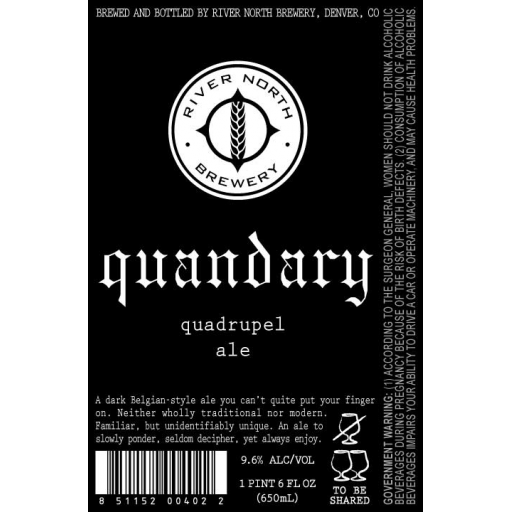 BREWED AND BOTTLED BY RIVER NORTH BREWERY, DENVER, CO
RIVER NORTH
BREWERY
quandary
quadrupel
ale
A dark Belgian-style ale you can't quite put your finger
on. Neither wholly traditional nor modern.
Familiar, but unidentifiably unique. An ale to
slowly ponder, seldom decipher, yet always enjoy.
9.6% ALC/VOL
1 PINT 6 FL OZ
(650mL)
TO BE
SHARED
8 51152 00402 2
GOVERNMENT WARNING: (1) ACCORDING TO THE SURGEON GENERAL, WOMEN SHOULD NOT DRINK ALCOHOLIC
BEVERAGES DURING PREGNANCY BECAUSE OF THE RISK OF BIRTH DEFECTS. (2) CONSUMPTION OF ALCOHOLIC
BEVERAGES IMPAIRS YOUR ABILITY TO DRIVE A CAR OR OPERATE MACHINERY, AND MAY CAUSE HEALTH PROBLEMS.